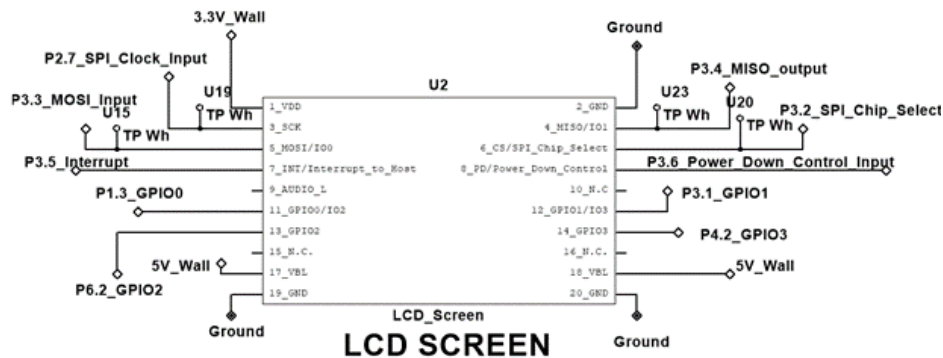 3.3V_Wall
Ground
P2.7_SPI_Clock_Input
P3.4_MISO_output
U2
U19
U23
P3.3_MOSI_Input
U20
P3.2_SPI_Chip_Select
U15
TP Wh
1_VDD
2_GND
TP Wh
TP Wh
3_SCK
4_MISO/IO1
TP Wh
5_MOSI/IO0
6_CS/SPI_Chip_Select
P3.5_Interrupt
7_INT/Interrupt_to_Host
8_PD/Power_Down_Control
P3.6_Power_Down_Control_Input
P1.3_GPIO0
9_AUDIO_L
10_N.C
P3.1_GPIO1
11_GPIO0/IO2
12_GPIO1/IO3
13_GPIO2
14_GPIO3
P4.2_GPIO3
15_N.C.
16_N.C.
5V_Wall
17_VBL
18_VBL
5V_Wall
P6.2_GPIO2
19_GND
20_GND
Ground
LCD_Screen
Ground
LCD SCREEN